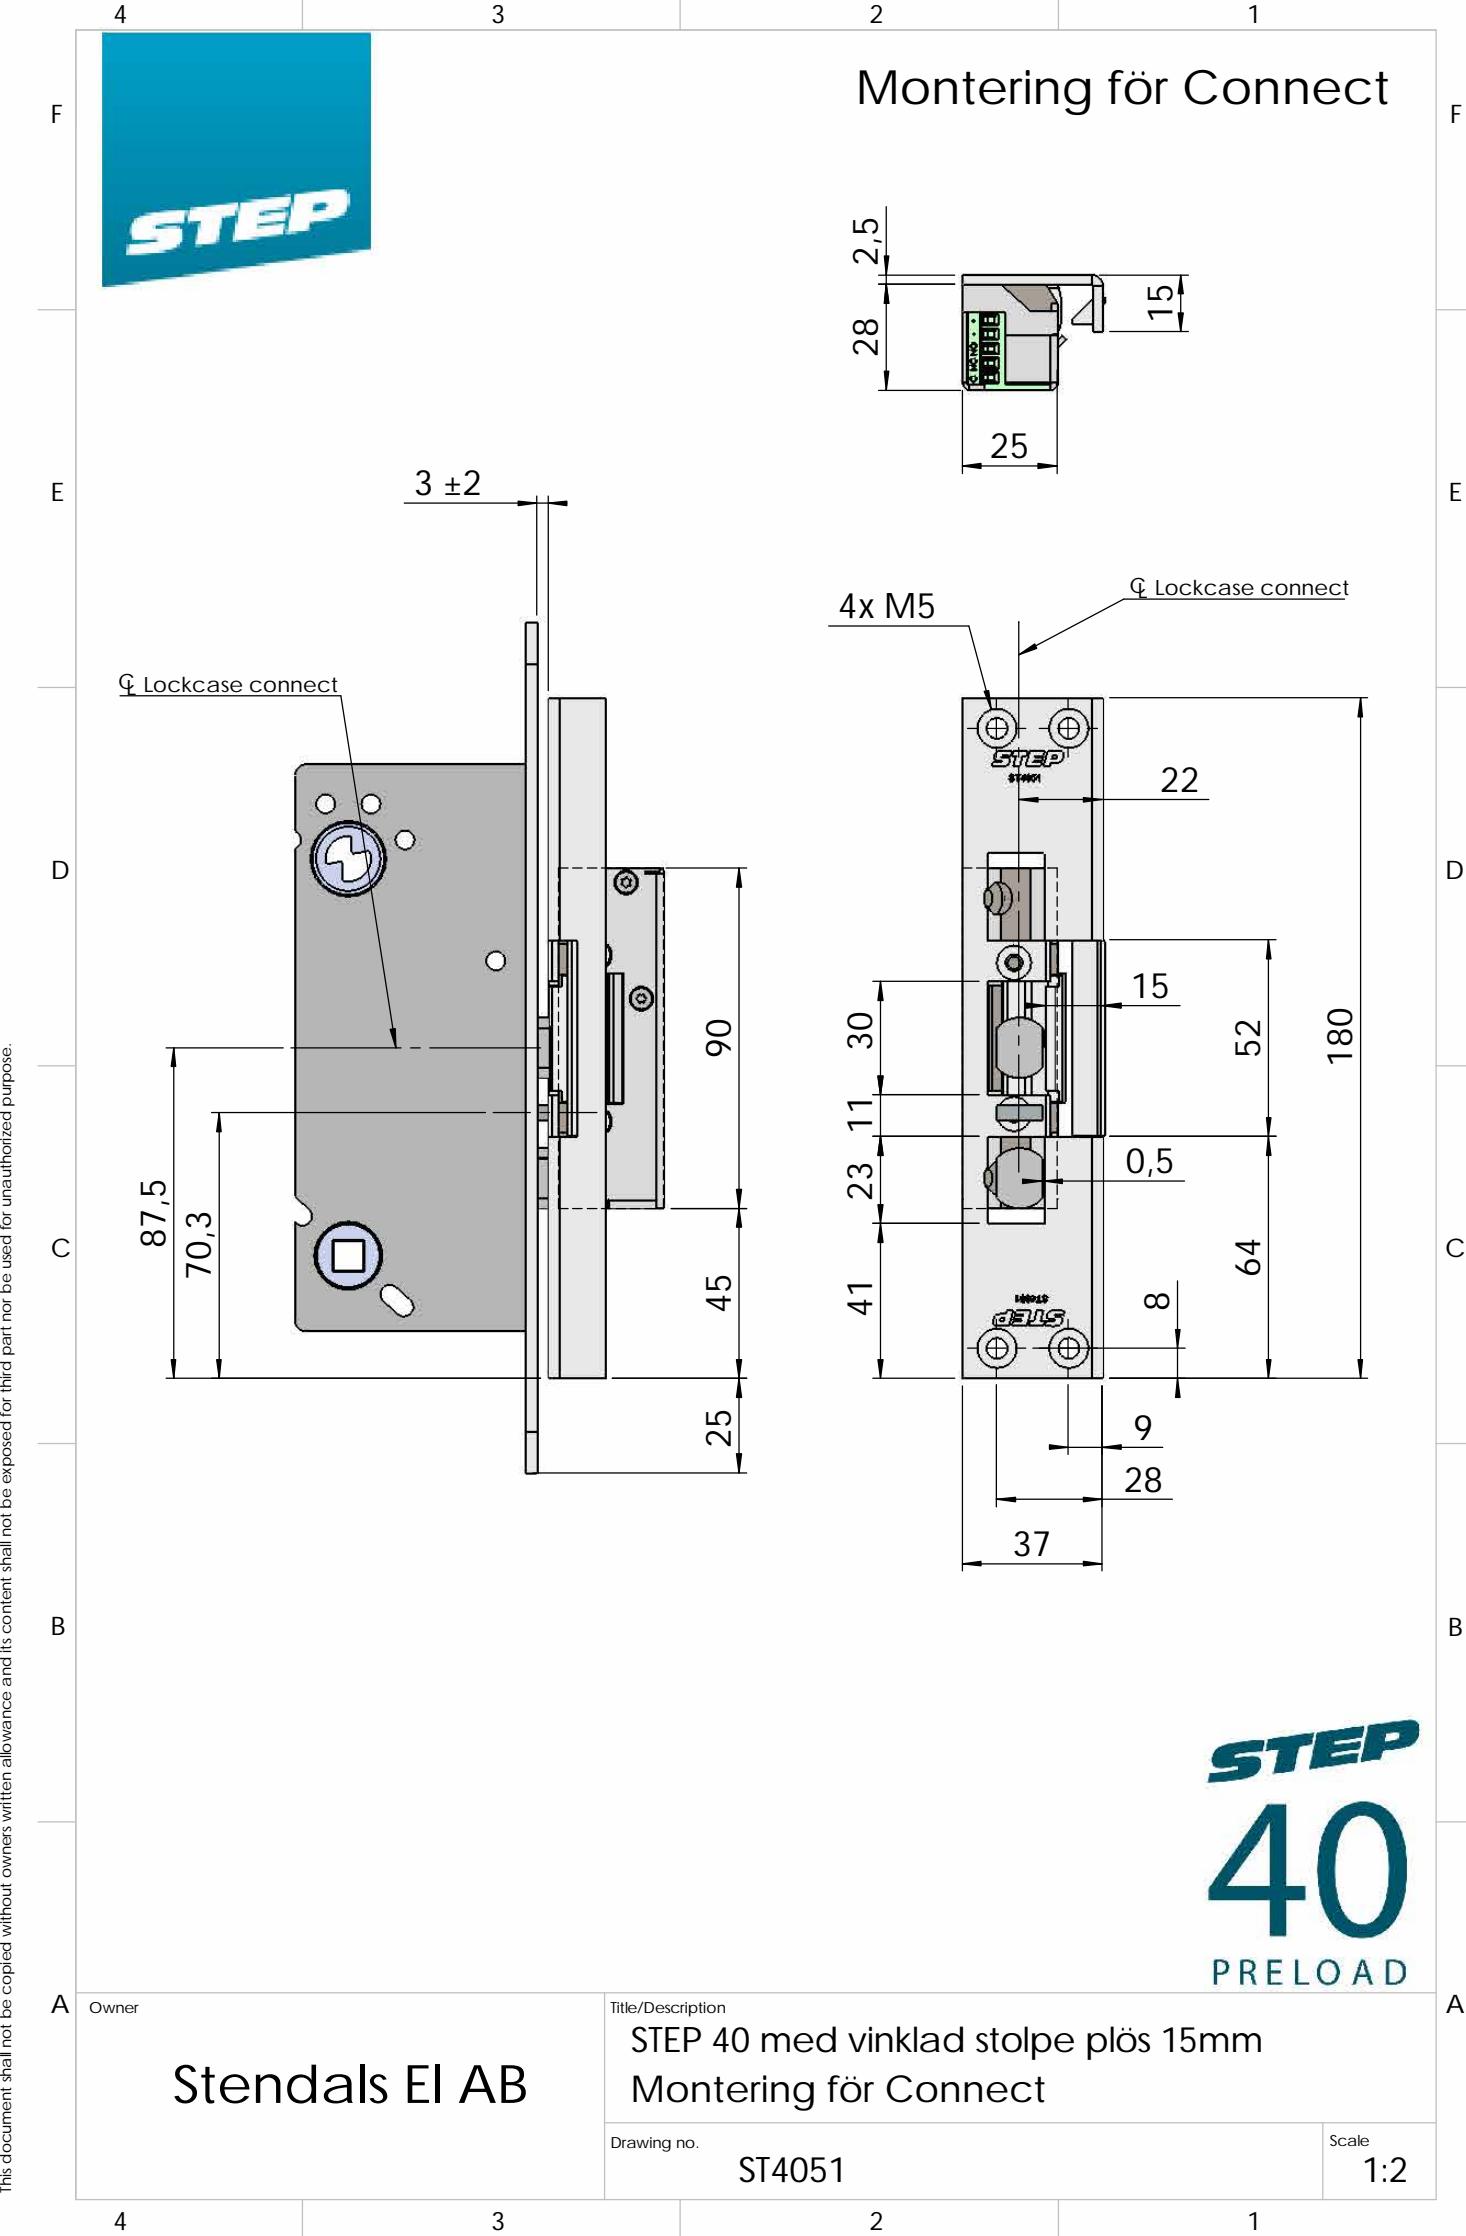 4 3 2 1
F F
Montering för Connect
STEP
2,5
28
15
25
E E
3 ±2
4x M5
℄ Lockcase connect
℄ Lockcase connect
STEP
ST4051
22
D D
90
30
15
52
180
11
0,5
23
87,5
70,3
C C
64
45
41
8
ST4051
STEP
25
9
28
37
B B
STEP
40
PRELOAD
A A
Owner
Stendals El AB
Title/Description
STEP 40 med vinklad stolpe plös 15mm
Montering för Connect
Drawing no.
ST4051
Scale
1:2
4 3 2 1
This document shall not be copied without owners written allowance and its content shall not be exposed for third part nor be used for unauthorized purpose.